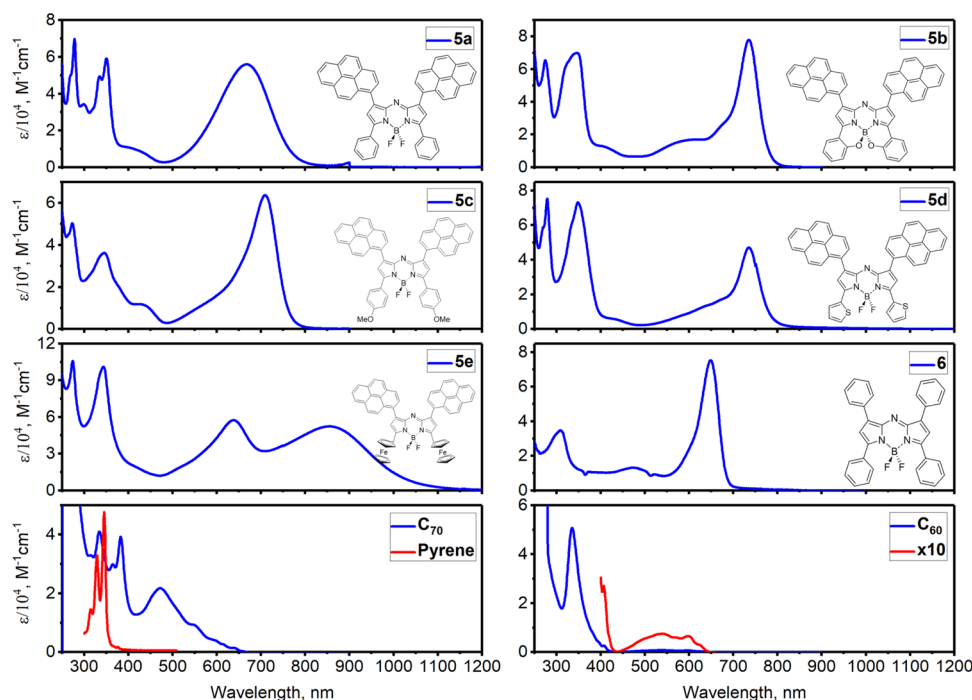 ε/10⁴, M⁻¹cm⁻¹
8
6
4
2
0
5a
N
N
N
B
F
F
8
6
4
2
0
5b
N
N
N
B
O
O
ε/10⁴, M⁻¹cm⁻¹
6
4
2
0
5c
N
N
N
B
F
F
MeO
OMe
8
6
4
2
0
5d
N
N
N
B
F
F
S
S
ε/10⁴, M⁻¹cm⁻¹
12
9
6
3
0
5e
N
N
N
B
F
F
Fe
Fe
8
6
4
2
0
6
N
N
N
B
F
F
ε/10⁴, M⁻¹cm⁻¹
4
2
0
C₇₀
Pyrene
6
4
2
0
C₆₀
x10
300 400 500 600 700 800 900 1000 1100 1200
300 400 500 600 700 800 900 1000 1100 1200
Wavelength, nm
Wavelength, nm